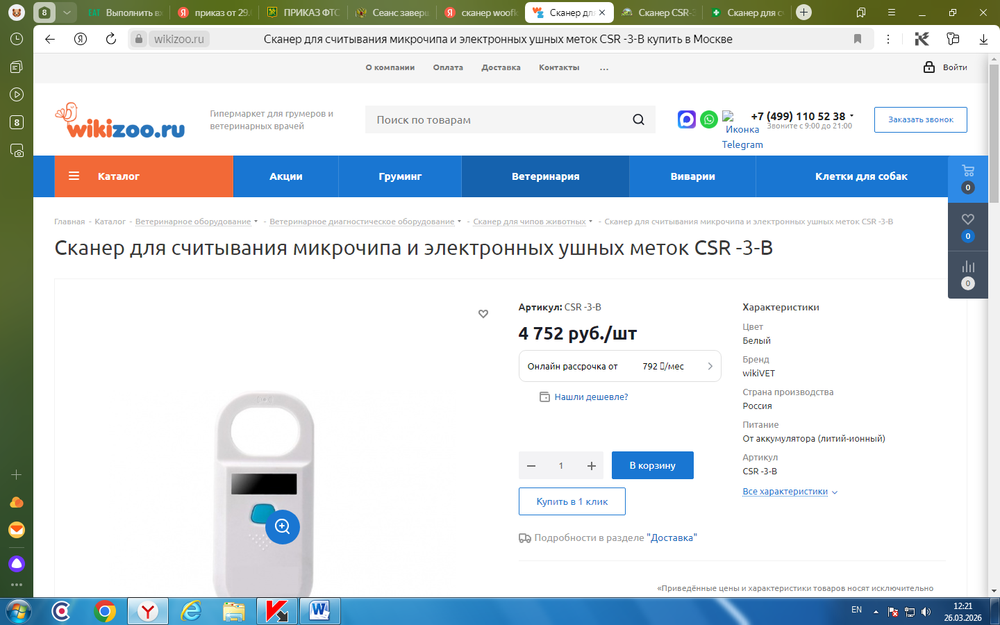 8
EAT Выполнить вх
приказ от 29.
ПРИКАЗ ФТС
Сеанс заверш
сканер woofk
Сканер дл
Сканер CSR-3
Сканер для с
wikizoo.ru
Сканер для считывания микрочипа и электронных ушных меток CSR -3-B купить в Москве
8
О компании
Оплата
Доставка
Контакты
...
Войти
wikizoo.ru
Гипермаркет для грумеров и
ветеринарных врачей
Поиск по товарам
Иконка
Telegram
+7 (499) 110 52 38
Звоните с 9:00 до 21:00
Заказать звонок
Каталог
Акции
Груминг
Ветеринария
Виварии
Клетки для собак
0
0
0
Главная - Каталог - Ветеринарное оборудование - Ветеринарное диагностическое оборудование - Сканер для чипов животных - Сканер для считывания микрочипа и электронных ушных меток CSR -3-B
Сканер для считывания микрочипа и электронных ушных меток CSR -3-B
Артикул: CSR -3-B
4 752 руб./шт
Онлайн рассрочка от 792 ▯/мес
Нашли дешевле?
1
В корзину
Купить в 1 клик
Подробности в разделе "Доставка"
Характеристики
Цвет
Белый
Бренд
wikiVET
Страна производства
Россия
Питание
От аккумулятора (литий-ионный)
Артикул
CSR -3-B
Все характеристики
«Приведённые цены и характеристики товаров носят исключительно
EN
12:21
26.03.2026